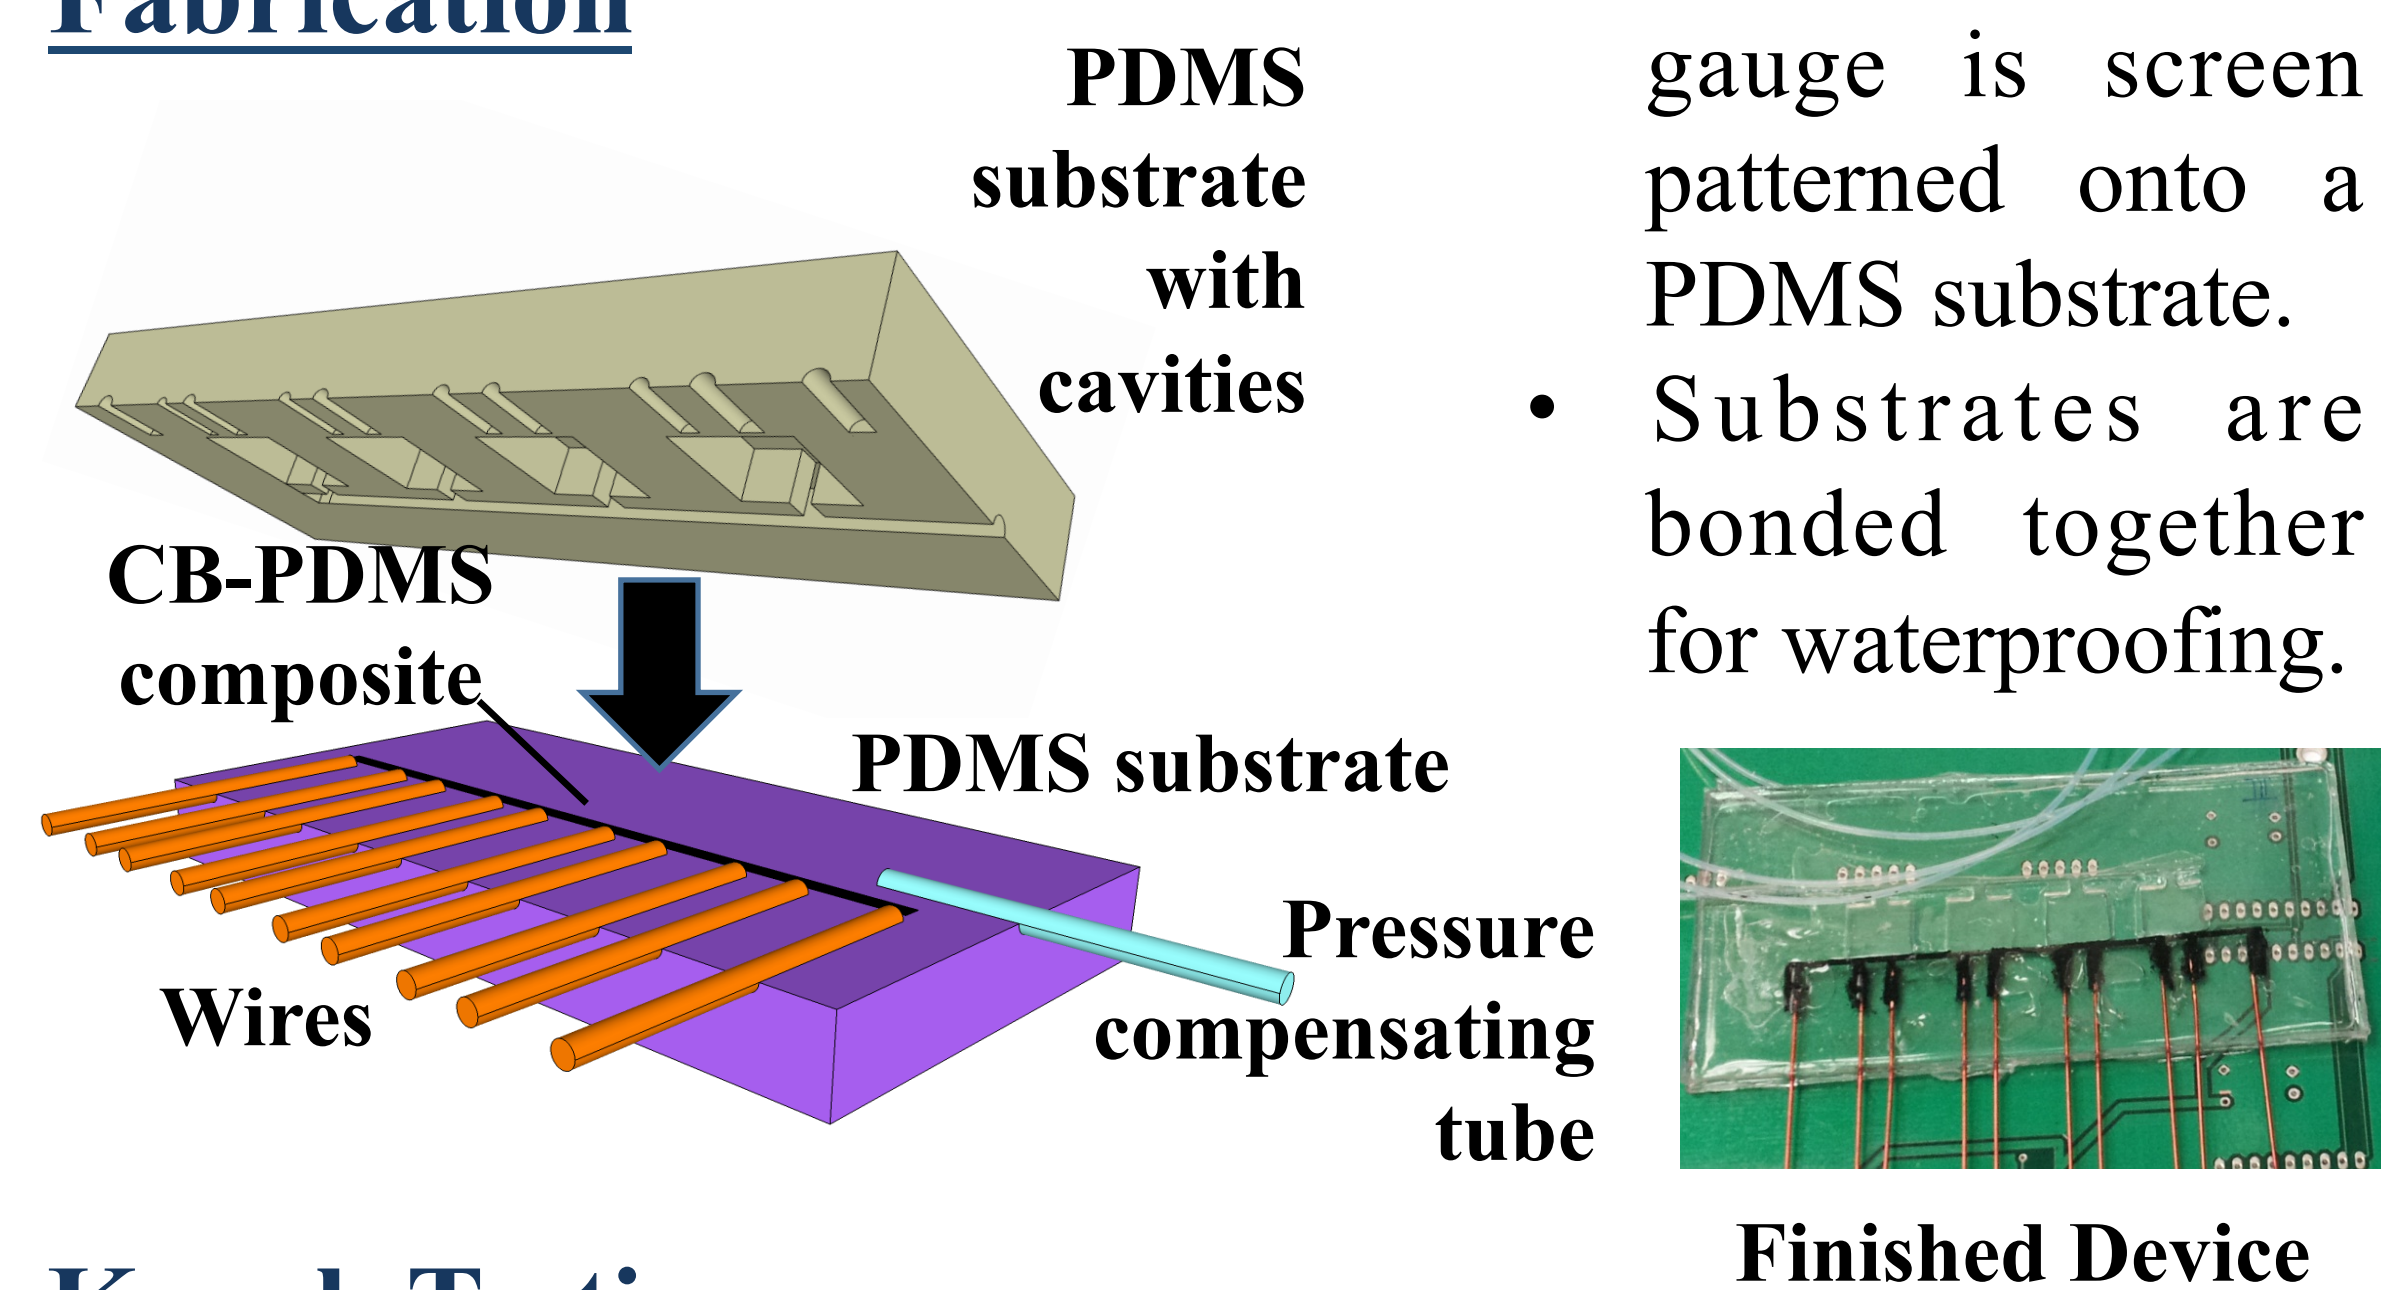 Fabrication
PDMS
substrate
with
cavities
CB-PDMS
composite
PDMS substrate
Wires
Pressure
compensating
tube
gauge is screen
patterned onto a
PDMS substrate.
• Substrates are
bonded together
for waterproofing.
Finished Device